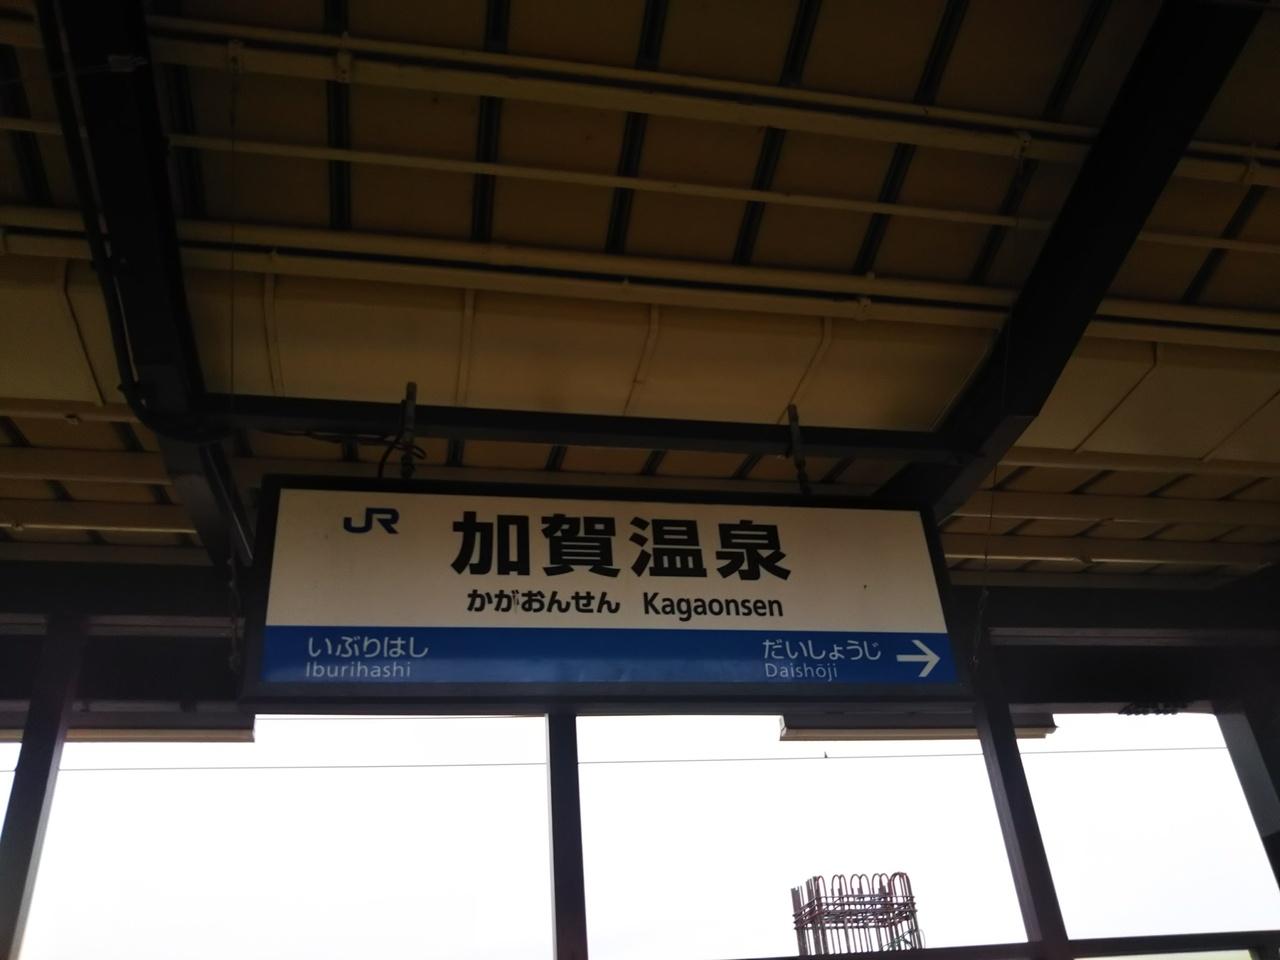 JR 加賀温泉
かがおんせん Kagaonsen
いぶりはし だいしょうじ →
Iburihashi Daishōji